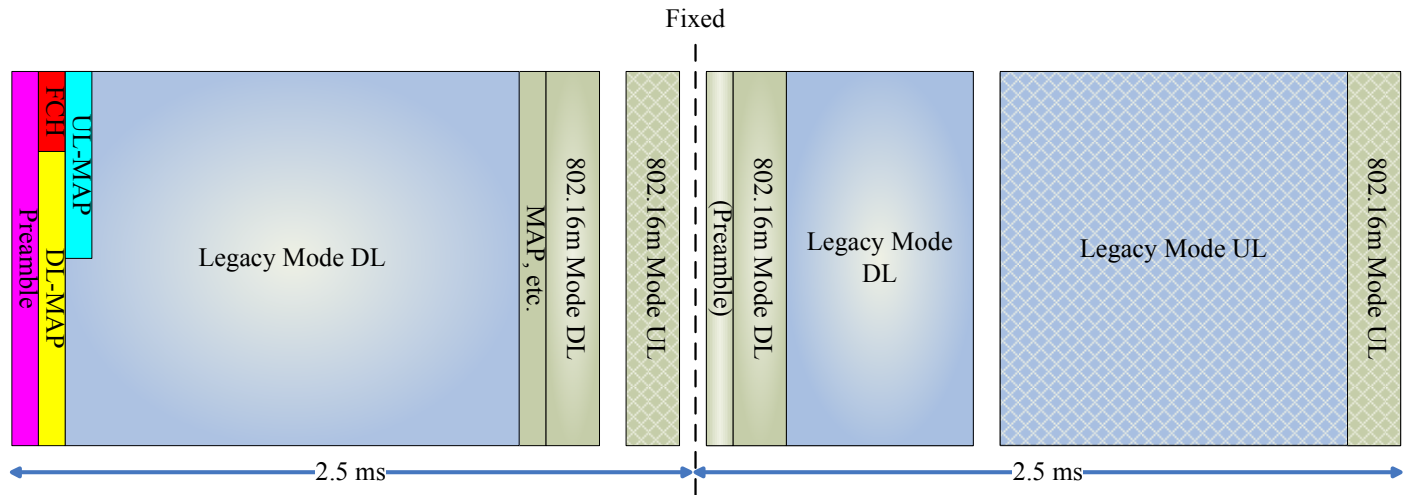 Fixed
Preamble
FCH
DL-MAP
UL-MAP
Legacy Mode DL
MAP, etc.
802.16m Mode DL
802.16m Mode UL
(Preamble)
802.16m Mode DL
Legacy Mode
DL
Legacy Mode UL
802.16m Mode UL
2.5 ms
2.5 ms